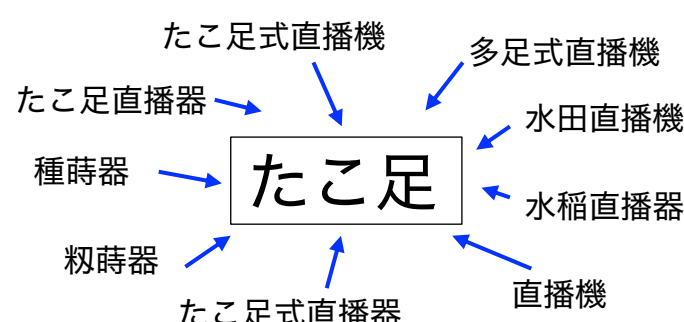 たこ足式直播機
多足式直播機
たこ足直播器
水田直播機
種蒔器
たこ足
水稲直播器
籾蒔器
直播機
たこ足式直播器